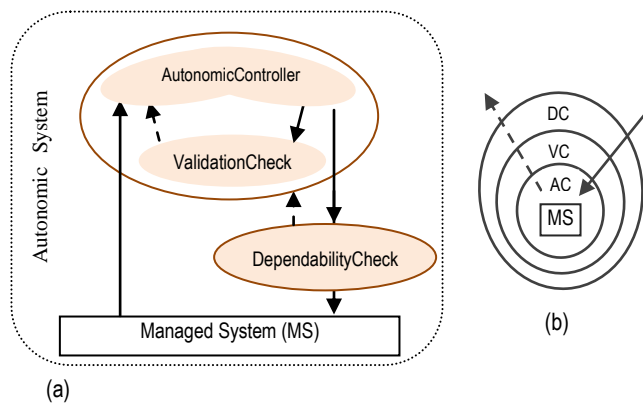 Autonomic System
AutonomicController
ValidationCheck
DependabilityCheck
Managed System (MS)
(a)
DC
VC
AC
MS
(b)